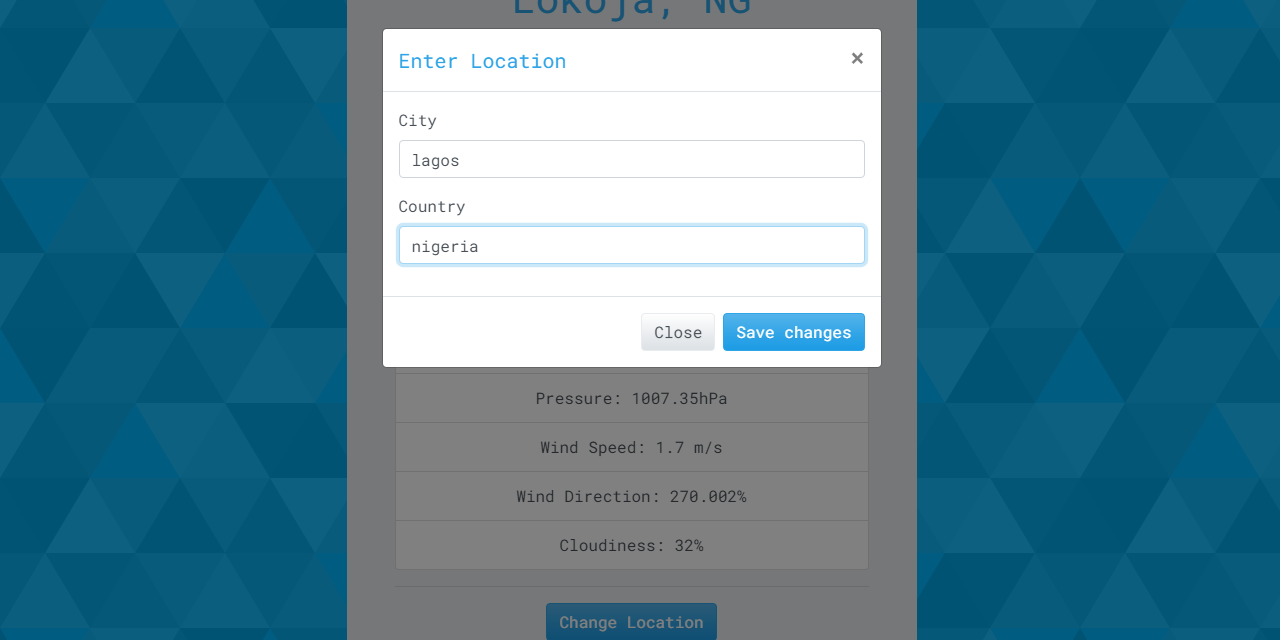 Lokoja, NG
Enter Location ×
City
lagos
Country
nigeria
Close Save changes
Pressure: 1007.35hPa
Wind Speed: 1.7 m/s
Wind Direction: 270.002%
Cloudiness: 32%
Change Location